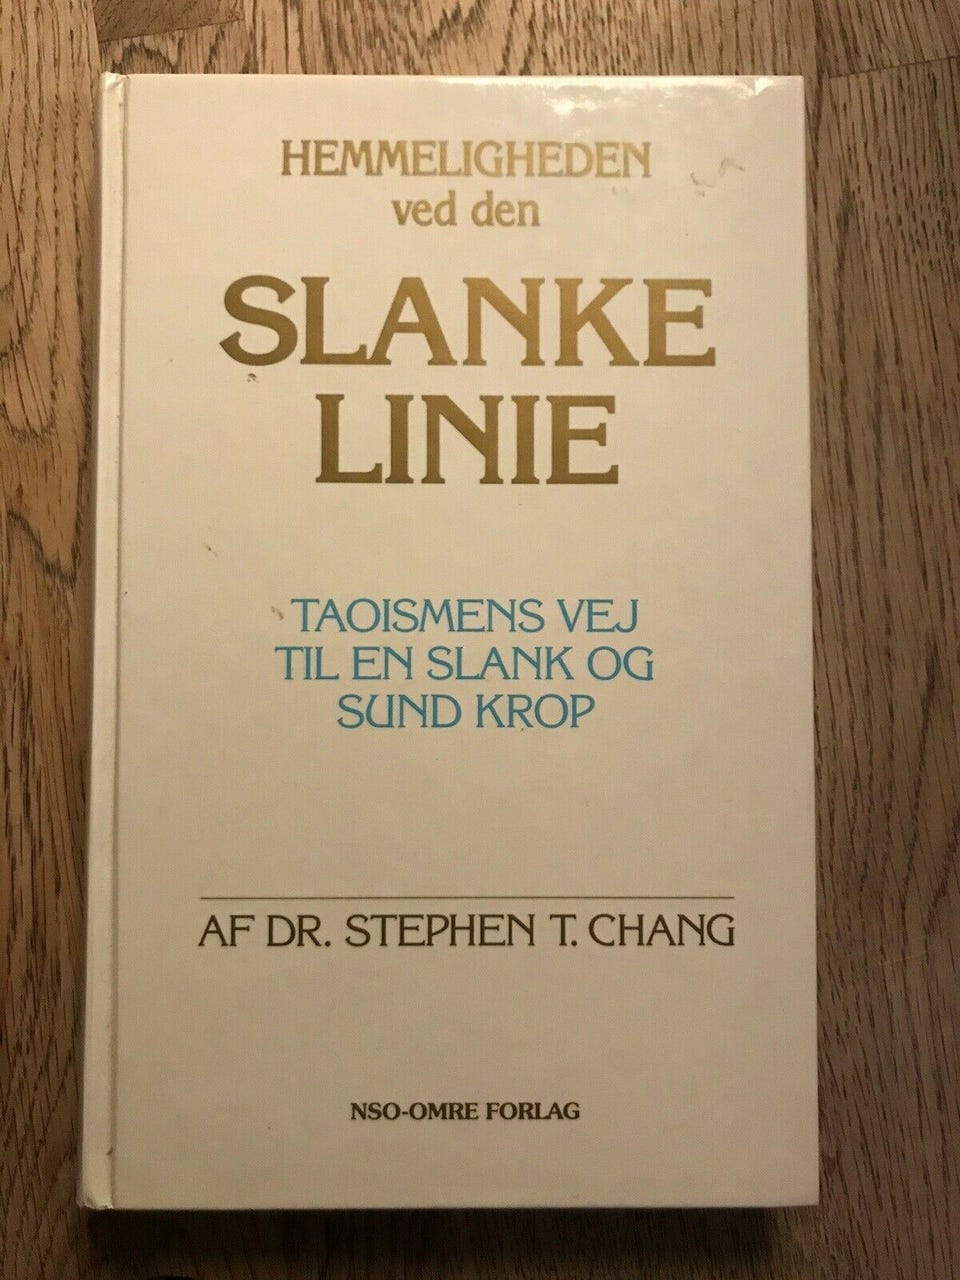 HEMMELIGHEDEN
ved den
SLANKE
LINIE
TAOISMENS VEJ
TIL EN SLANK OG
SUND KROP
AF DR. STEPHEN T. CHANG
NSO-OMRE FORLAG